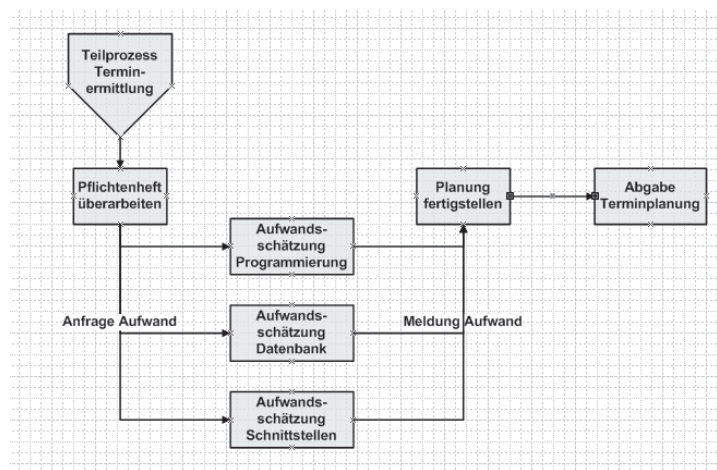 Teilprozess
Termin-
ermittlung
Pflichtenheft
überarbeiten
Planung
fertigstellen
Abgabe
Terminplanung
Aufwands-
schätzung
Programmierung
Anfrage Aufwand
Aufwands-
schätzung
Datenbank
Meldung Aufwand
Aufwands-
schätzung
Schnittstellen